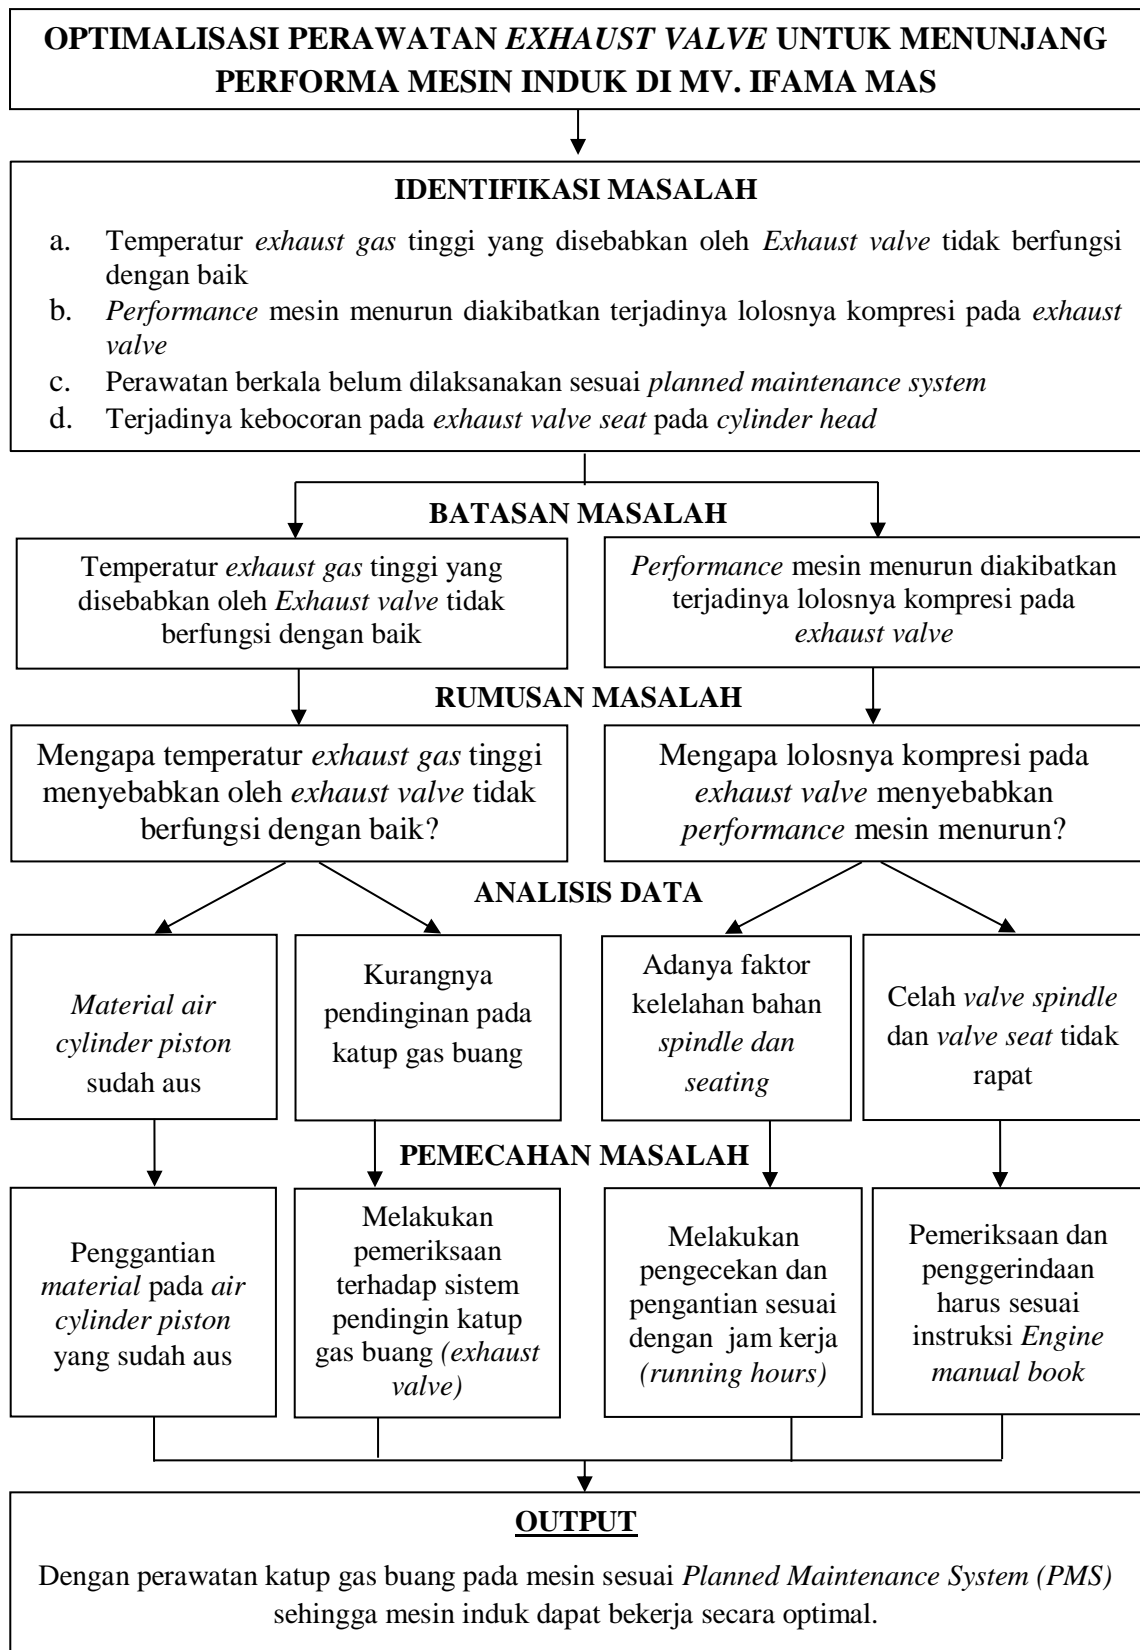 OPTIMALISASI PERAWATAN EXHAUST VALVE UNTUK MENUNJANG
PERFORMA MESIN INDUK DI MV. IFAMA MAS
IDENTIFIKASI MASALAH
a. Temperatur exhaust gas tinggi yang disebabkan oleh Exhaust valve tidak berfungsi
dengan baik
b. Performance mesin menurun diakibatkan terjadinya lolosnya kompresi pada exhaust
valve
c. Perawatan berkala belum dilaksanakan sesuai planned maintenance system
d. Terjadinya kebocoran pada exhaust valve seat pada cylinder head
BATASAN MASALAH
Temperatur exhaust gas tinggi yang
disebabkan oleh Exhaust valve tidak
berfungsi dengan baik
Performance mesin menurun diakibatkan
terjadinya lolosnya kompresi pada
exhaust valve
RUMUSAN MASALAH
Mengapa temperatur exhaust gas tinggi
menyebabkan oleh exhaust valve tidak
berfungsi dengan baik?
Mengapa lolosnya kompresi pada
exhaust valve menyebabkan
performance mesin menurun?
ANALISIS DATA
Material air
cylinder piston
sudah aus
Kurangnya
pendinginan pada
katup gas buang
Adanya faktor
kelelahan bahan
spindle dan
seating
Celah valve spindle
dan valve seat tidak
rapat
PEMECAHAN MASALAH
Penggantian
material pada air
cylinder piston
yang sudah aus
Melakukan
pemeriksaan
terhadap sistem
pendingin katup
gas buang (exhaust
valve)
Melakukan
pengecekan dan
pengantian sesuai
dengan jam kerja
(running hours)
Pemeriksaan dan
penggerindaan
harus sesuai
instruksi Engine
manual book
OUTPUT
Dengan perawatan katup gas buang pada mesin sesuai Planned Maintenance System (PMS)
sehingga mesin induk dapat bekerja secara optimal.